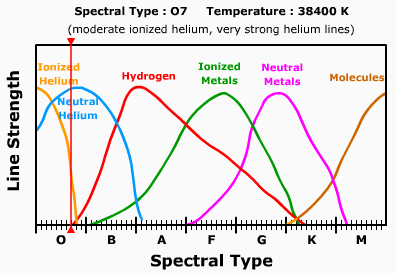 Spectral Type : O7 Temperature : 38400 K
(moderate ionized helium, very strong helium lines)
Ionized
Helium
Neutral
Helium
Hydrogen
Ionized
Metals
Neutral
Metals
Molecules
Line Strength
O B A F G K M
Spectral Type